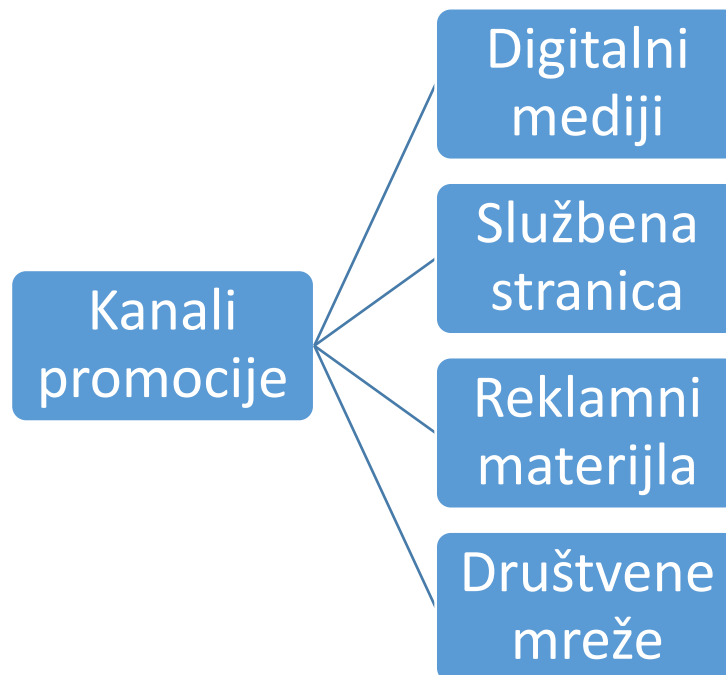 Kanali
promocije
Digitalni
mediji
Službena
stranica
Reklamni
materijla
Društvene
mreže